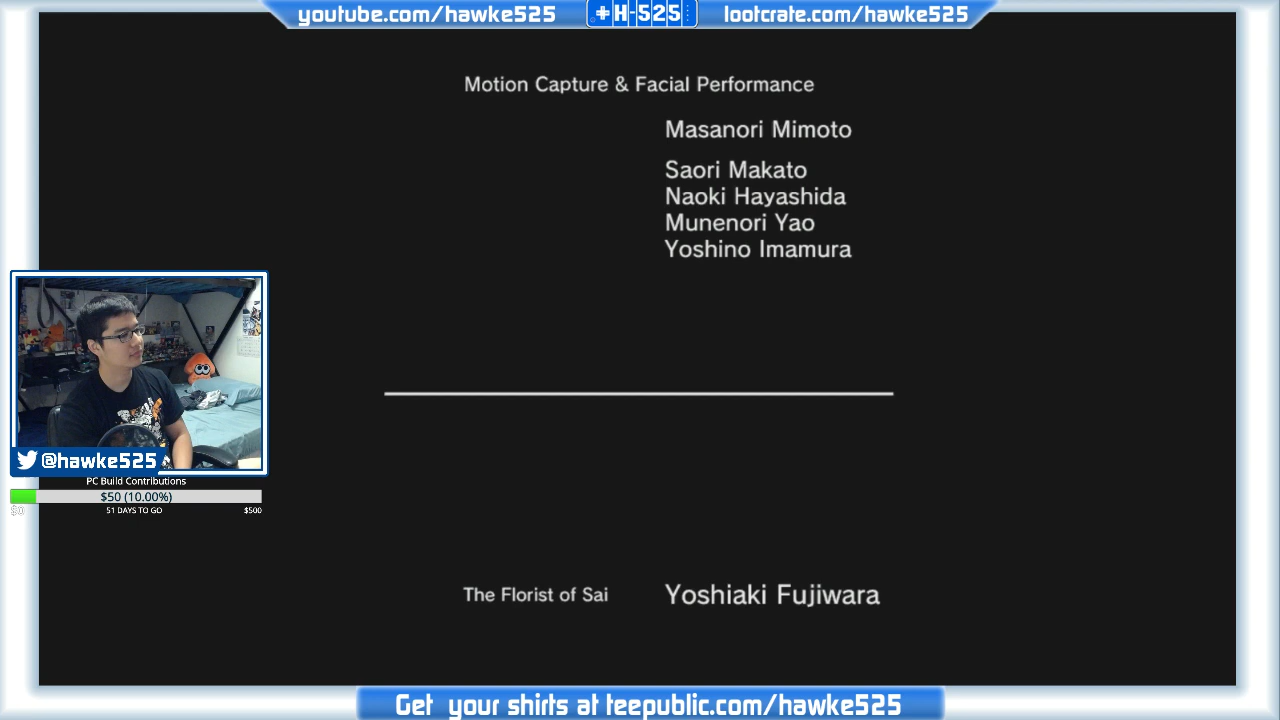 youtube.com/hawke525
+H-525
lootcrate.com/hawke525
Motion Capture & Facial Performance
Masanori Mimoto
Saori Makato
Naoki Hayashida
Munenori Yao
Yoshino Imamura
@hawke525
PC Build Contributions
$50 (10.00%)
$0
51 DAYS TO GO
$500
The Florist of Sai
Yoshiaki Fujiwara
Get your shirts at teepublic.com/hawke525